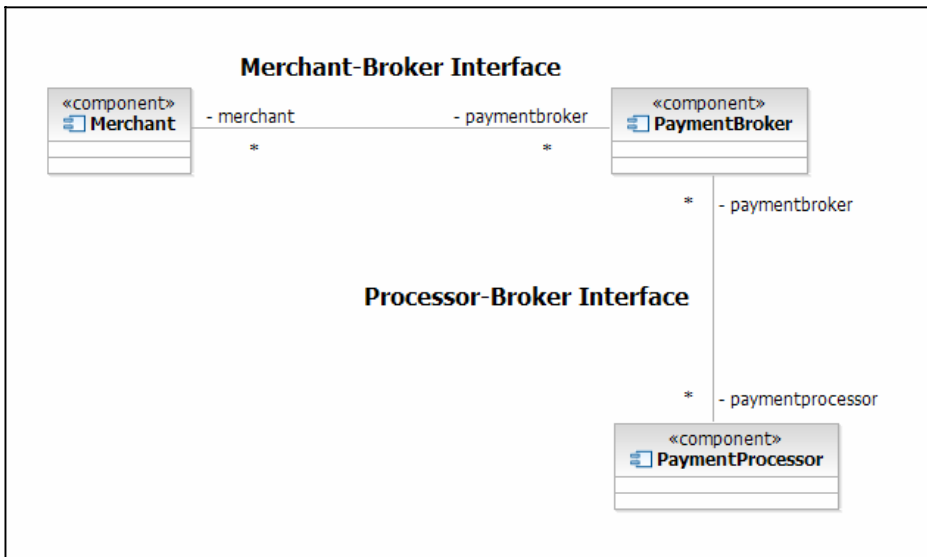 Merchant-Broker Interface
«component»
Merchant
- merchant
- paymentbroker
«component»
PaymentBroker
*
*
*
- paymentbroker
Processor-Broker Interface
*
- paymentprocessor
«component»
PaymentProcessor